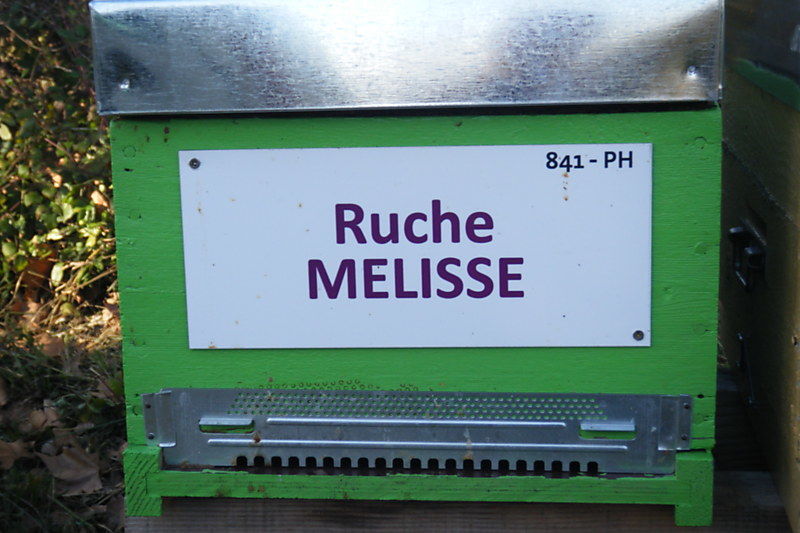 841 - PH
Ruche
MELISSE